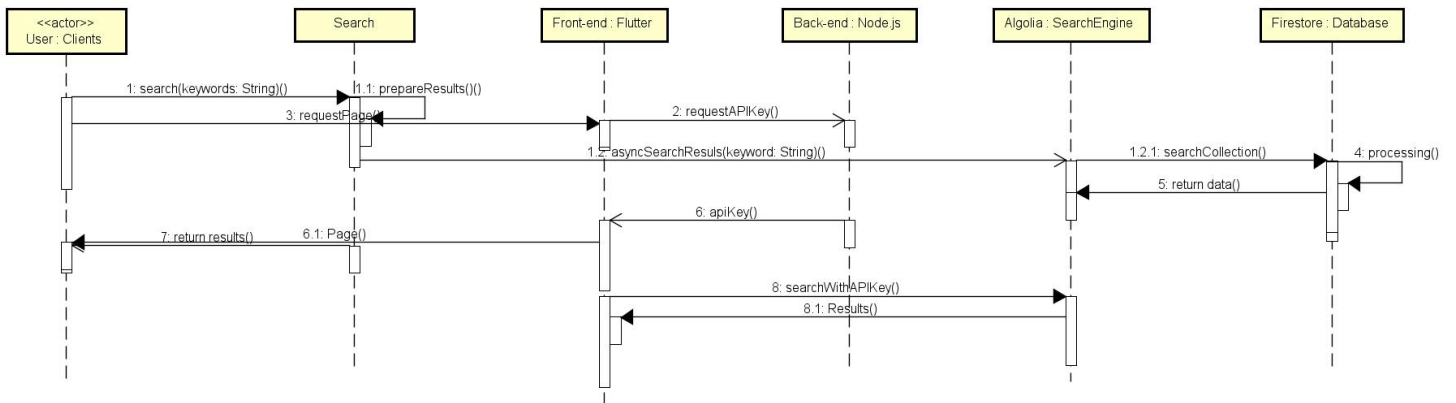 <<actor>>
User : Clients
Search
Front-end : Flutter
Back-end : Node.js
Algolia : SearchEngine
Firestore : Database
1: search(keywords: String)()
1.1: prepareResults()()
3: requestPage()
2: requestAPIKey()
1.2: asyncSearchResuls(keyword: String)()
1.2.1: searchCollection()
4: processing()
5: return data()
6: apiKey()
7: return results()
6.1: Page()
8: searchWithAPIKey()
8.1: Results()